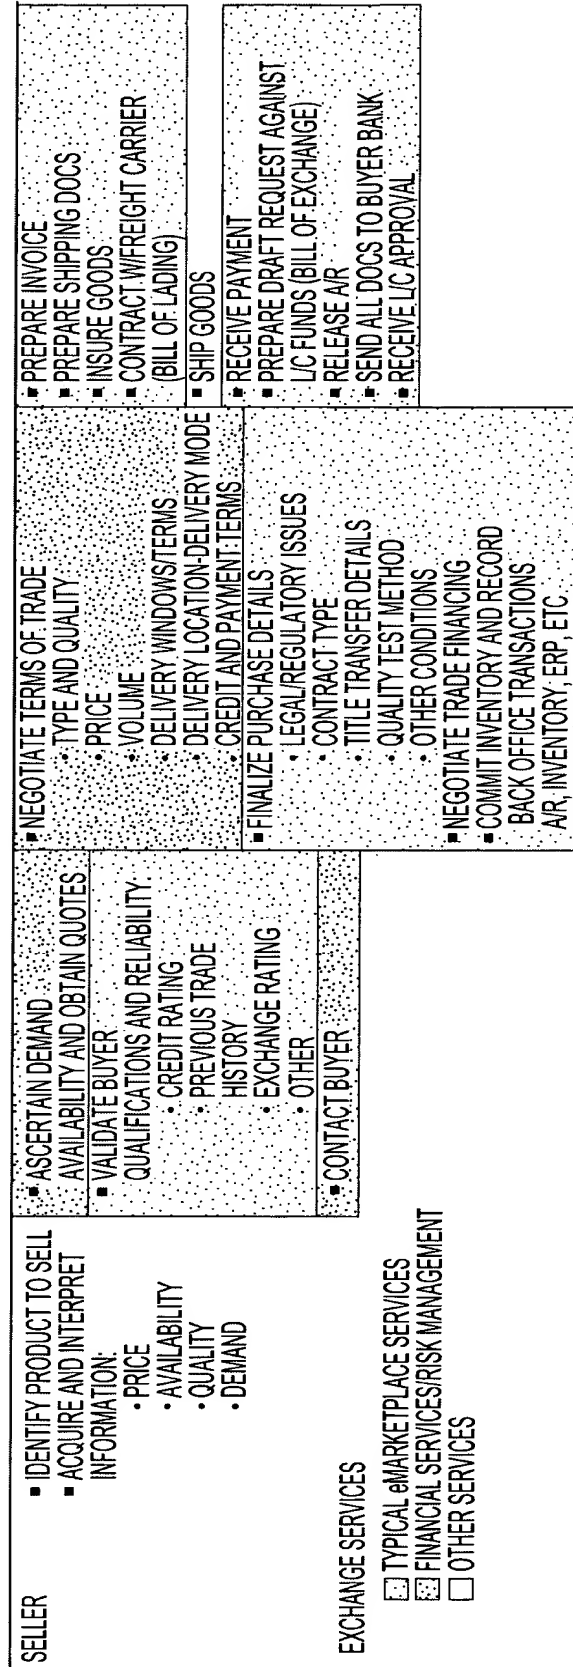 SELLER
■ IDENTIFY PRODUCT TO SELL
■ ACQUIRE AND INTERPRET
INFORMATION:
• PRICE
• AVAILABILITY
• QUALITY
• DEMAND
■ ASCERTAIN DEMAND
AVAILABILITY AND OBTAIN QUOTES
■ VALIDATE BUYER
QUALIFICATIONS AND RELIABILITY
• CREDIT RATING
• PREVIOUS TRADE
HISTORY
• EXCHANGE RATING
• OTHER
■ CONTACT BUYER
■ NEGOTIATE TERMS OF TRADE
• TYPE AND QUALITY
• PRICE
• VOLUME
• DELIVERY WINDOWS/TERMS
• DELIVERY LOCATION-DELIVERY MODE
• CREDIT AND PAYMENT TERMS
■ FINALIZE PURCHASE DETAILS
• LEGAL/REGULATORY ISSUES
• CONTRACT TYPE
• TITLE TRANSFER DETAILS
• QUALITY TEST METHOD
• OTHER CONDITIONS
■ NEGOTIATE TRADE FINANCING
■ COMMIT INVENTORY AND RECORD
BACK OFFICE TRANSACTIONS
A/R, INVENTORY, ERP, ETC.
■ PREPARE INVOICE
■ PREPARE SHIPPING DOCS
■ INSURE GOODS
■ CONTRACT W/FREIGHT CARRIER
(BILL OF LADING)
■ SHIP GOODS
■ RECEIVE PAYMENT
■ PREPARE DRAFT REQUEST AGAINST
L/C FUNDS (BILL OF EXCHANGE)
■ RELEASE A/R
■ SEND ALL DOCS TO BUYER BANK
■ RECEIVE L/C APPROVAL
EXCHANGE SERVICES
TYPICAL eMARKETPLACE SERVICES
FINANCIAL SERVICES/RISK MANAGEMENT
OTHER SERVICES